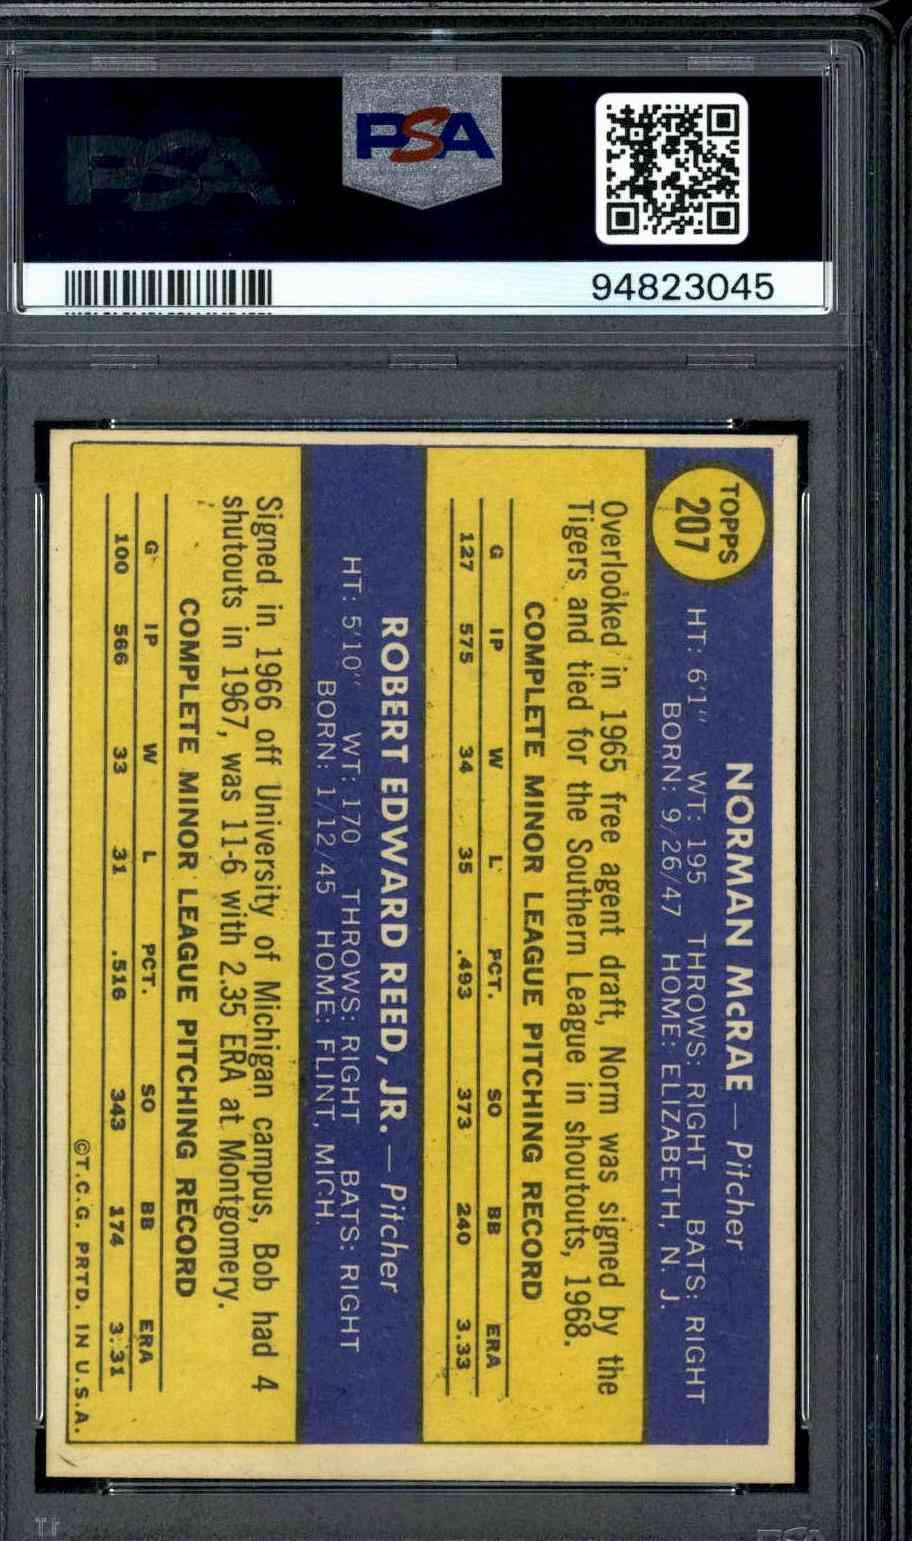 PSA
PSA
94823045
TOPPS
207
NORMAN McRAE — Pitcher
HT: 6'1" WT: 195 THROWS: RIGHT BATS: RIGHT
BORN: 9/26/47 HOME: ELIZABETH, N. J.
Overlooked in 1965 free agent draft, Norm was signed by the
Tigers and tied for the Southern League in shoutouts, 1968.
COMPLETE MINOR LEAGUE PITCHING RECORD
G IP W L PCT. SO BB ERA
127 575 34 35 .493 373 240 3.33
ROBERT EDWARD REED, JR. — Pitcher
HT: 5'10" WT: 170 THROWS: RIGHT BATS: RIGHT
BORN: 1/12/45 HOME: FLINT, MICH.
Signed in 1966 off University of Michigan campus, Bob had 4
shutouts in 1967, was 11-6 with 2.35 ERA at Montgomery.
COMPLETE MINOR LEAGUE PITCHING RECORD
G IP W L PCT. SO BB ERA
100 566 33 31 .516 343 174 3.31
©T.C.G. PRTD. IN U.S.A.